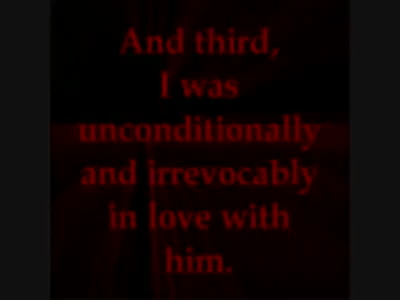 And third,
I was
unconditionally
and irrevocably
in love with
him.